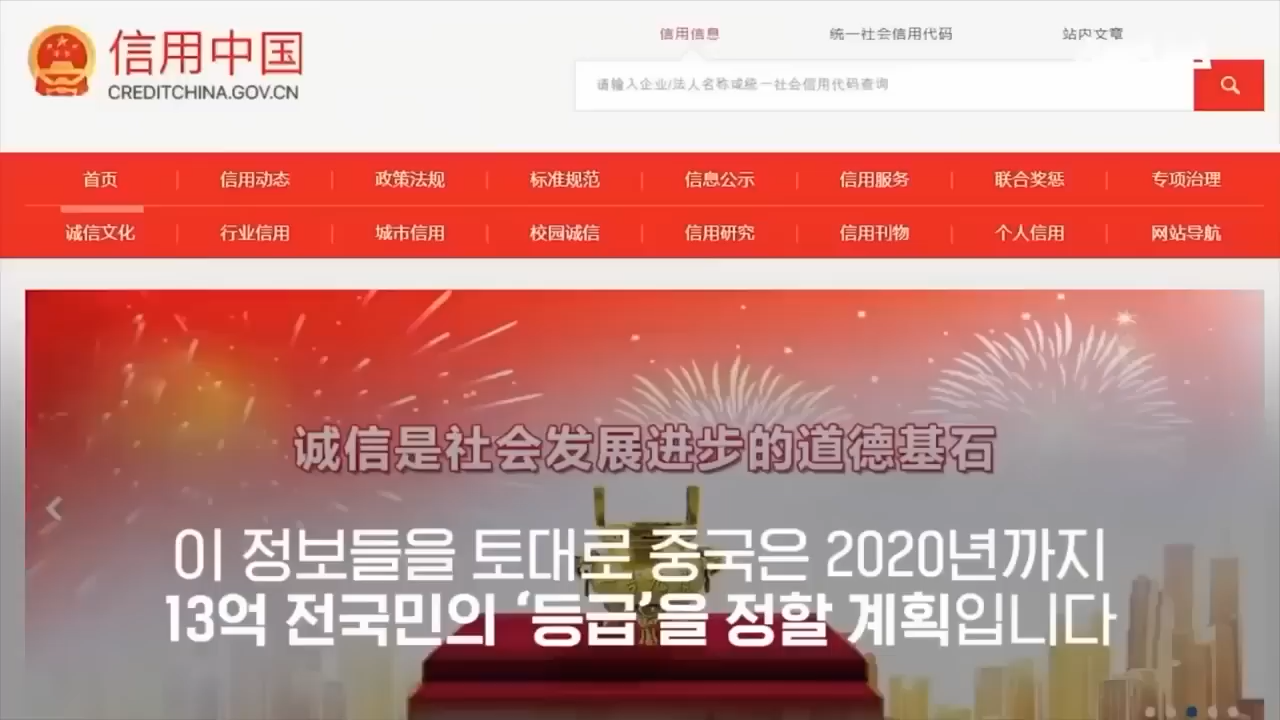 信用中国
CREDITCHINA.GOV.CN
信用信息 统一社会信用代码 站内文章
请输入企业/法人名称或统一社会信用代码查询
首页 信用动态 政策法规 标准规范 信息公示 信用服务 联合奖惩 专项治理
诚信文化 行业信用 城市信用 校园诚信 信用研究 信用刊物 个人信用 网站导航
诚信是社会发展进步的道德基石
이 정보들을 토대로 중국은 2020년까지
13억 전국민의 ‘등급’을 정할 계획입니다